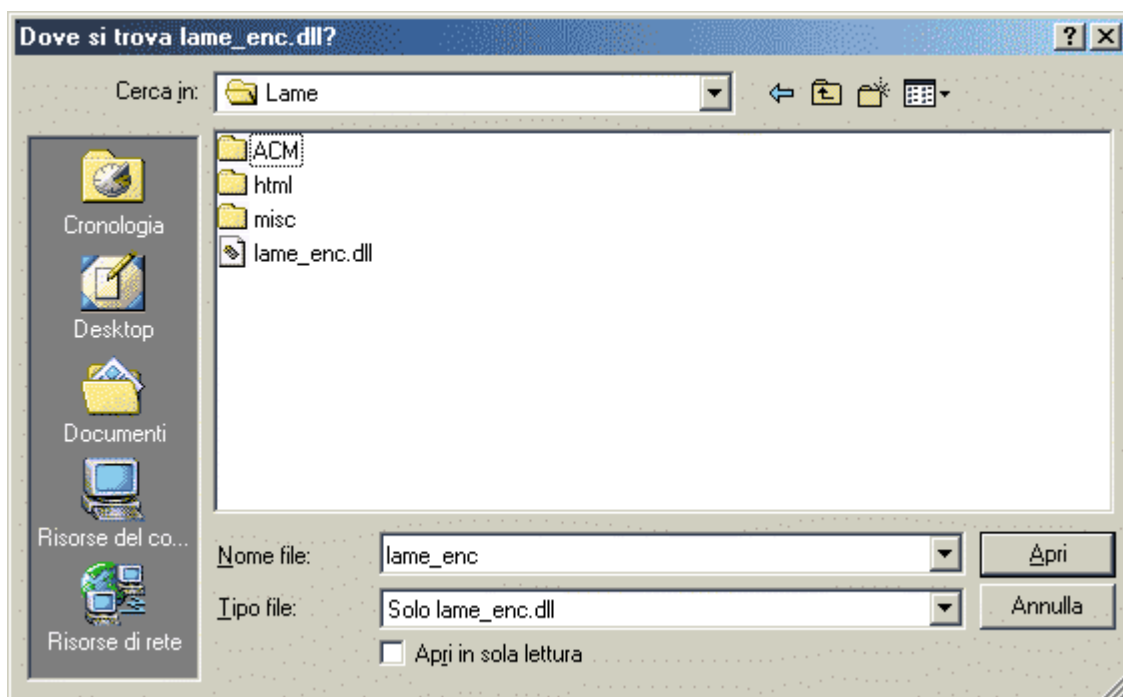 Dove si trova lame_enc.dll?
Cerca in:
Lame
Cronologia
Desktop
Documenti
Risorse del co...
Risorse di rete
ACM
html
misc
lame_enc.dll
Nome file:
lame_enc
Apri
Tipo file:
Solo lame_enc.dll
Annulla
Apri in sola lettura